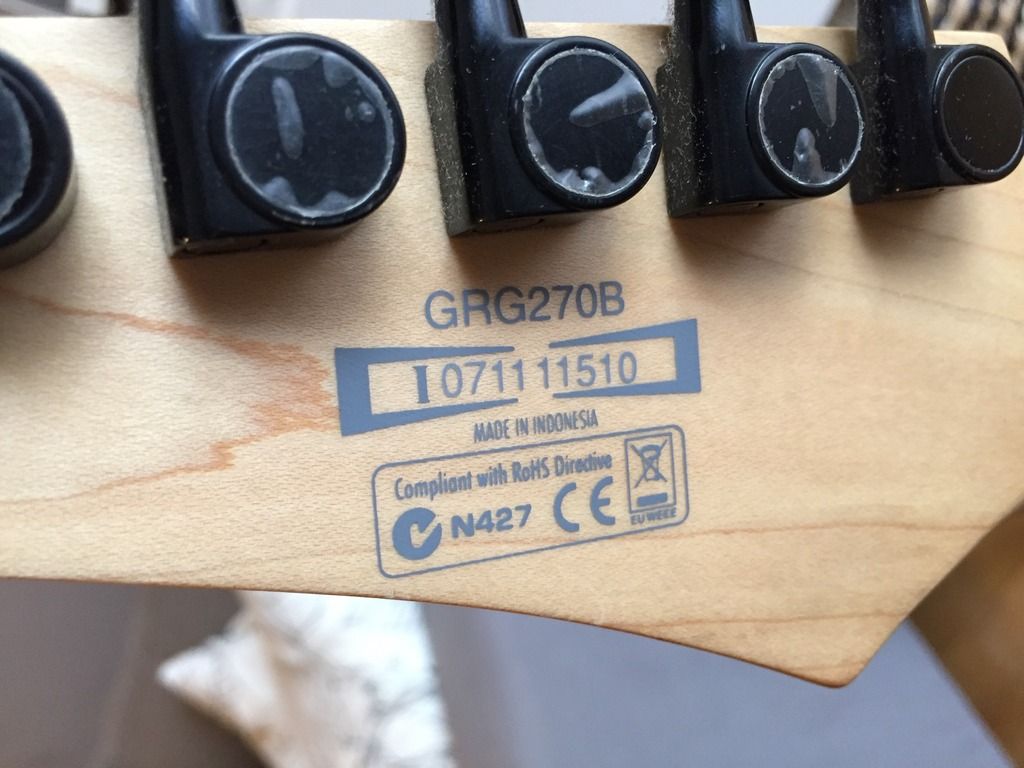 GRG270B
I071111510
MADE IN INDONESIA
Compliant with RoHS Directive
N427 CE
EU WEEE